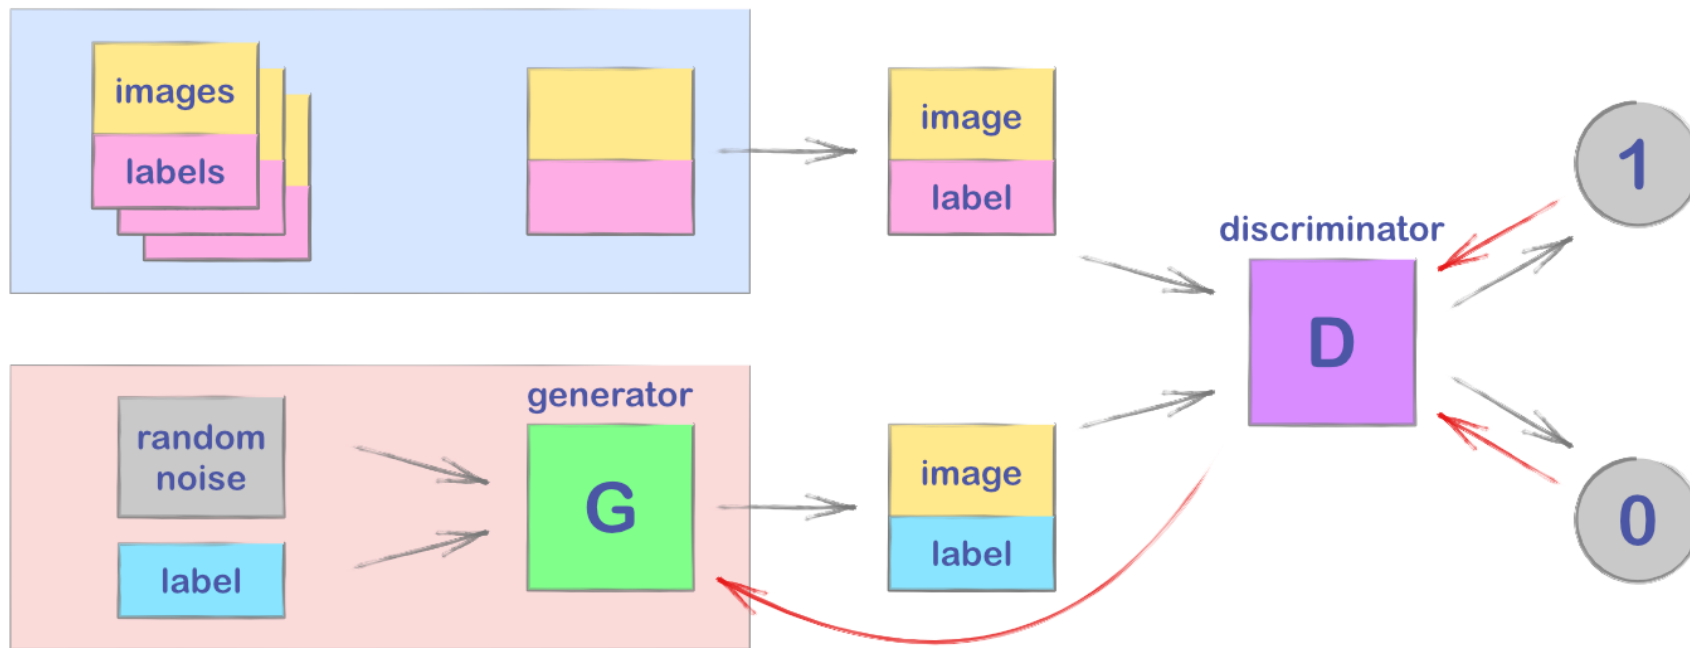 images
labels
image
label
1
discriminator
D
generator
random
noise
label
G
image
label
0